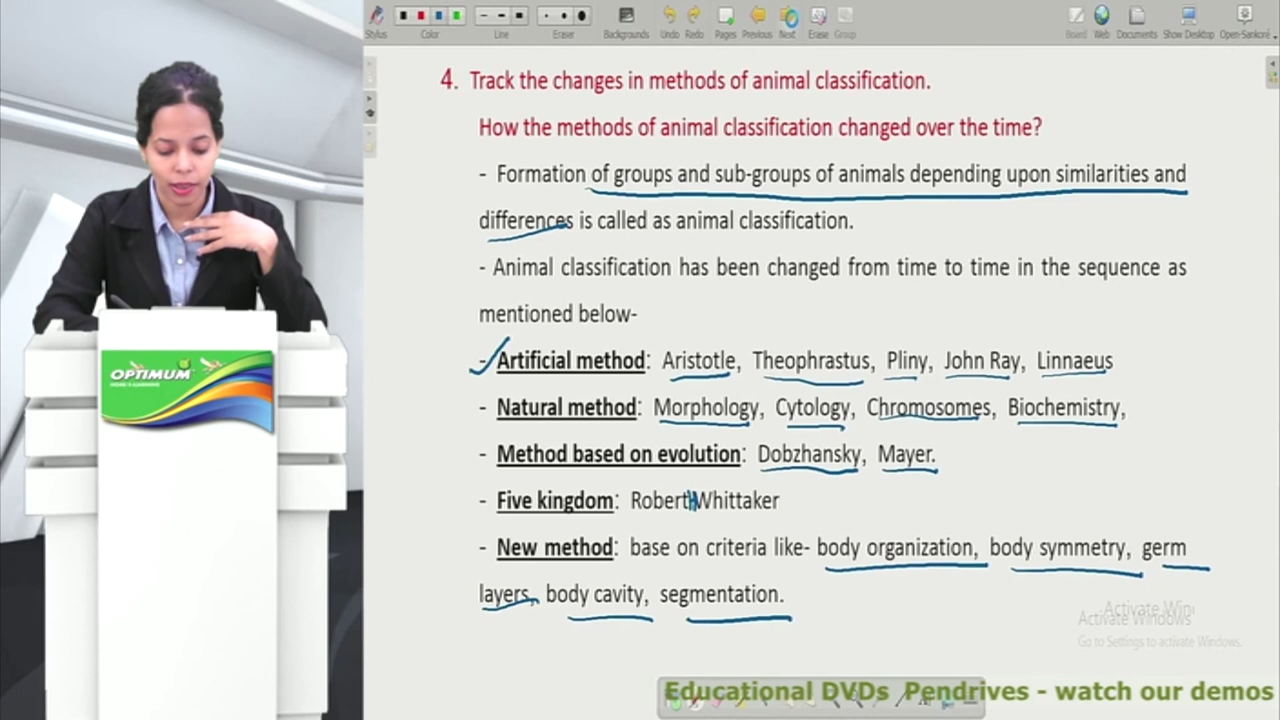 Stylus Color Line Eraser Backgrounds Undo Redo Pages Previous Next Erase Group Board Web Documents Show Desktop Open-Sankoré
4. Track the changes in methods of animal classification.
How the methods of animal classification changed over the time?
- Formation of groups and sub-groups of animals depending upon similarities and
differences is called as animal classification.
- Animal classification has been changed from time to time in the sequence as
mentioned below-
- Artificial method: Aristotle, Theophrastus, Pliny, John Ray, Linnaeus
- Natural method: Morphology, Cytology, Chromosomes, Biochemistry,
- Method based on evolution: Dobzhansky, Mayer.
- Five kingdom: Robert H Whittaker
- New method: base on criteria like- body organization, body symmetry, germ
layers, body cavity, segmentation.
OPTIMUM
Activate Windows
Go to Settings to activate Windows.
Educational DVDs Pendrives - watch our demos